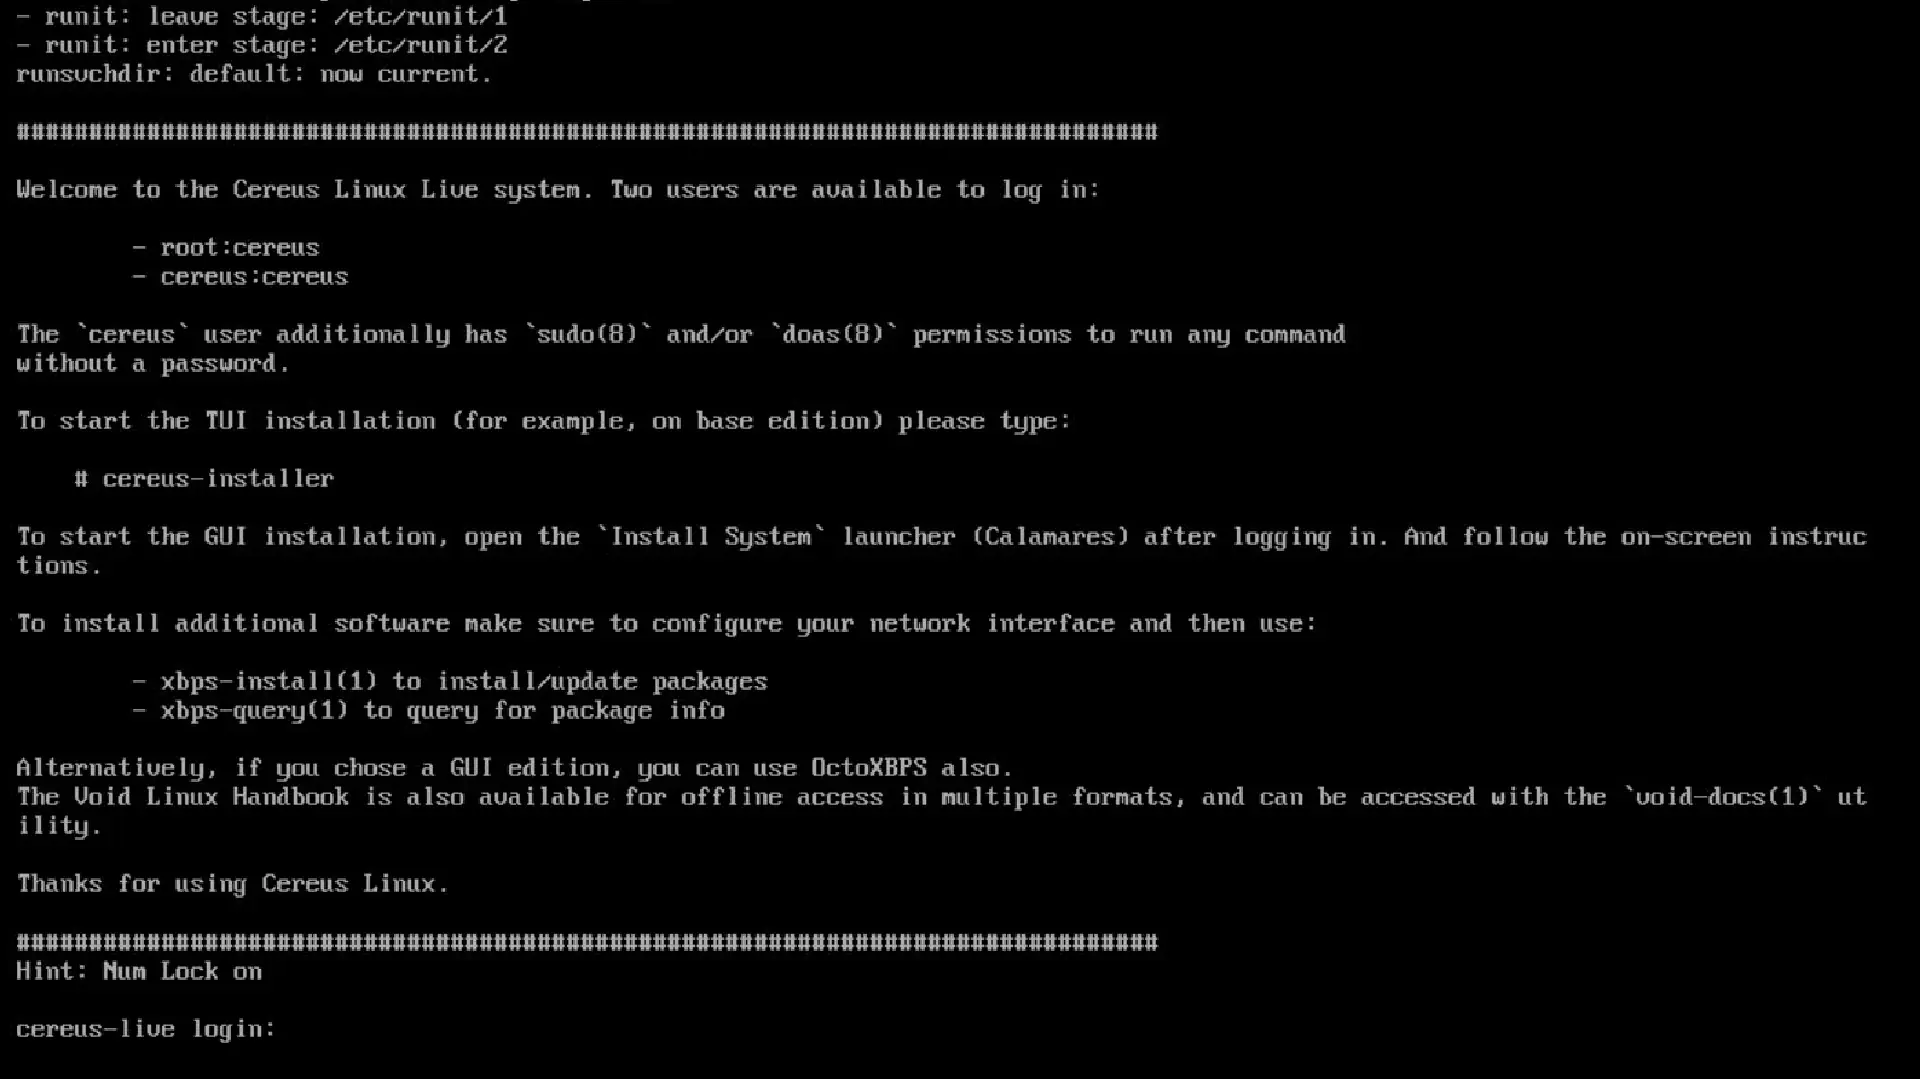 - runit: leave stage: /etc/runit/1
- runit: enter stage: /etc/runit/2
runsvchdir: default: now current.
###############################################################################
Welcome to the Cereus Linux Live system. Two users are available to log in:
- root:cereus
- cereus:cereus
The `cereus` user additionally has `sudo(8)` and/or `doas(8)` permissions to run any command
without a password.
To start the TUI installation (for example, on base edition) please type:
# cereus-installer
To start the GUI installation, open the `Install System` launcher (Calamares) after logging in. And follow the on-screen instruc
tions.
To install additional software make sure to configure your network interface and then use:
- xbps-install(1) to install/update packages
- xbps-query(1) to query for package info
Alternatively, if you chose a GUI edition, you can use OctoXBPS also.
The Void Linux Handbook is also available for offline access in multiple formats, and can be accessed with the `void-docs(1)` ut
ility.
Thanks for using Cereus Linux.
###############################################################################
Hint: Num Lock on
cereus-live login: